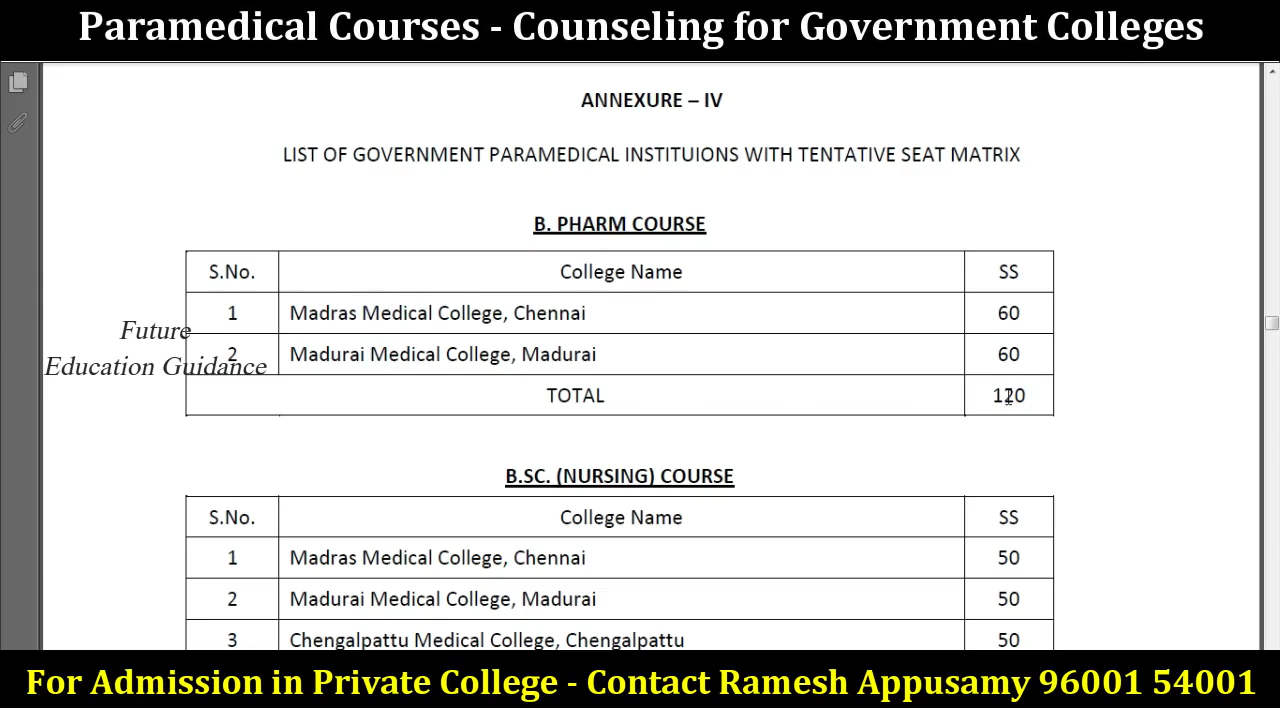 Paramedical Courses - Counseling for Government Colleges
ANNEXURE – IV
LIST OF GOVERNMENT PARAMEDICAL INSTITUIONS WITH TENTATIVE SEAT MATRIX
B. PHARM COURSE
S.No. College Name SS
1 Madras Medical College, Chennai 60
Future
2 Madurai Medical College, Madurai 60
Education Guidance
TOTAL 120
B.SC. (NURSING) COURSE
S.No. College Name SS
1 Madras Medical College, Chennai 50
2 Madurai Medical College, Madurai 50
3 Chengalpattu Medical College, Chengalpattu 50
For Admission in Private College - Contact Ramesh Appusamy 96001 54001